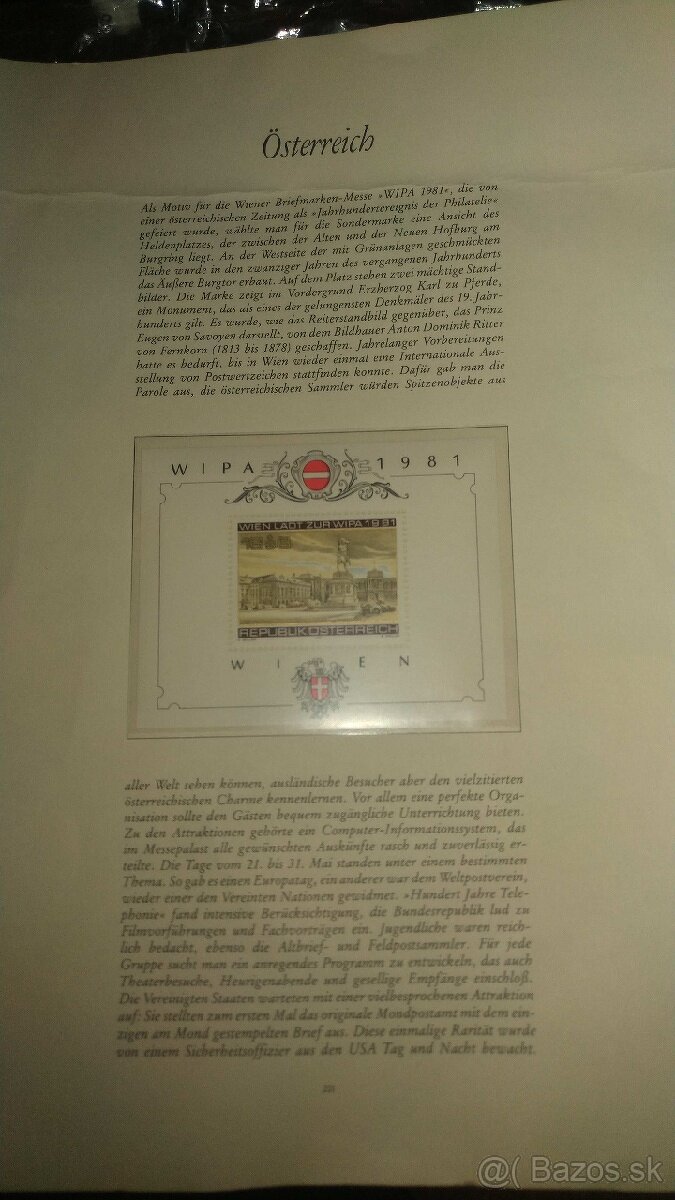 Österreich
Als Motiv für die Wiener Briefmarken-Messe »WIPA 1981«, die von
einer österreichischen Zeitung als »Jahrhundertereignis der Philatelie«
gefeiert wurde, wählte man für die Sondermarke eine Ansicht des
Heldenplatzes, der zwischen der Alten und der Neuen Hofburg am
Burgring liegt. An der Westseite der mit Grünanlagen geschmückten
Fläche wurde in den zwanziger Jahren des vergangenen Jahrhunderts
das Äußere Burgtor erbaut. Auf dem Platz stehen zwei mächtige Stand-
bilder. Die Marke zeigt im Vordergrund Erzherzog Karl zu Pferde,
ein Monument, das als eines der gelungensten Denkmäler des 19. Jahr-
hunderts gilt. Es wurde, wie das Reiterstandbild gegenüber, das Prinz
Eugen von Savoyen darstellt, von dem Bildhauer Anton Dominik Ritter
von Fernkorn (1813 bis 1878) geschaffen. Jahrelanger Vorbereitungen
hatte es bedurft, bis in Wien wieder einmal eine Internationale Aus-
stellung von Postwertzeichen stattfinden konnte. Dafür gab man die
Parole aus, die österreichischen Sammler würden Spitzenobjekte aus
WIPA 1981
WIEN LÄDT ZUR WIPA 1981
REPUBLIK ÖSTERREICH
WIEN
aller Welt sehen können, ausländische Besucher aber den vielzitierten
österreichischen Charme kennenlernen. Vor allem eine perfekte Orga-
nisation sollte den Gästen bequem zugängliche Unterrichtung bieten.
Zu den Attraktionen gehörte ein Computer-Informationssystem, das
im Messepalast alle gewünschten Auskünfte rasch und zuverlässig er-
teilte. Die Tage vom 21. bis 31. Mai standen unter einem bestimmten
Thema. So gab es einen Europatag, ein anderer war dem Weltpostverein,
wieder einer den Vereinten Nationen gewidmet. »Hundert Jahre Tele-
phonie« fand intensive Berücksichtigung, die Bundesrepublik lud zu
Filmvorführungen und Fachvorträgen ein. Jugendliche waren reich-
lich bedacht, ebenso die Altbrief- und Feldpostsammler. Für jede
Gruppe sucht man ein anregendes Programm zu entwickeln, das auch
Theaterbesuche, Heurigenabende und gesellige Empfänge einschloß.
Die Vereinigten Staaten warteten mit einer vielbesprochenen Attraktion
auf: Sie stellten zum ersten Mal das originale Mondpostamt mit dem ein-
zigen am Mond gestempelten Brief aus. Diese einmalige Rarität wurde
von einem Sicherheitsoffizier aus den USA Tag und Nacht bewacht.
@( Bazos.sk